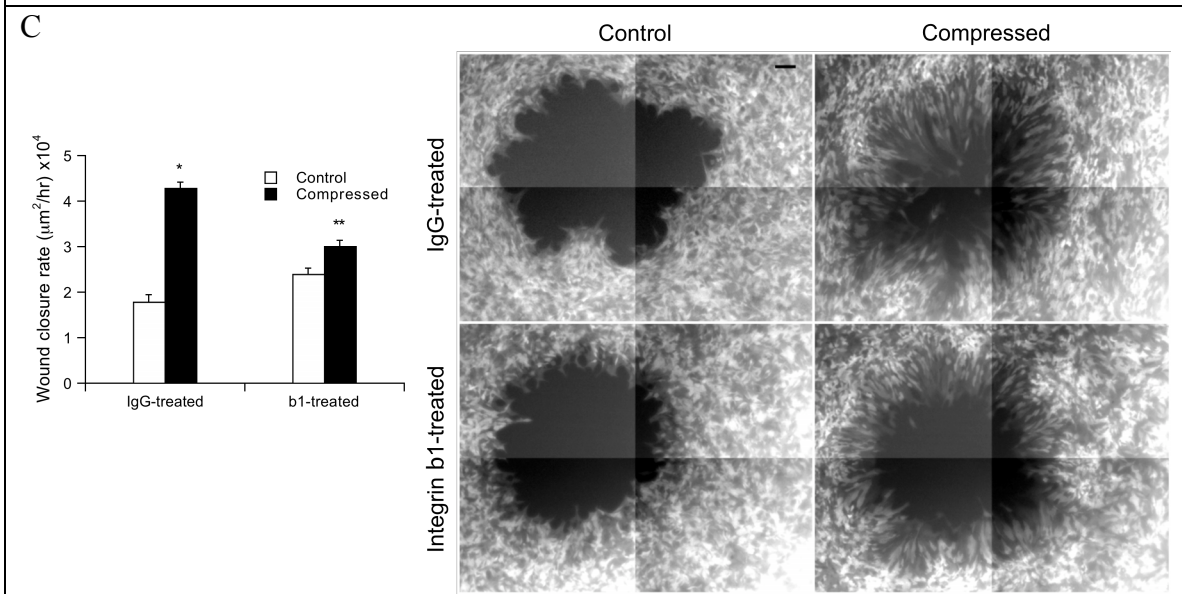 C
Control
Compressed
Wound closure rate (μm²/hr) x10⁴
5
4
3
2
1
0
*
**
Control
Compressed
IgG-treated
b1-treated
IgG-treated
Integrin b1-treated